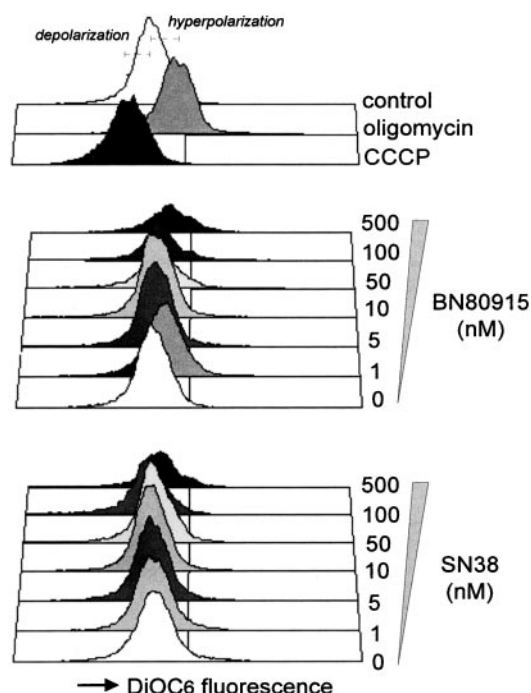 hyperpolarization
depolarization
control
oligomycin
CCCP
500
100
50
10
5
1
0
BN80915
(nM)
500
100
50
10
5
1
0
SN38
(nM)
DiOC6 fluorescence